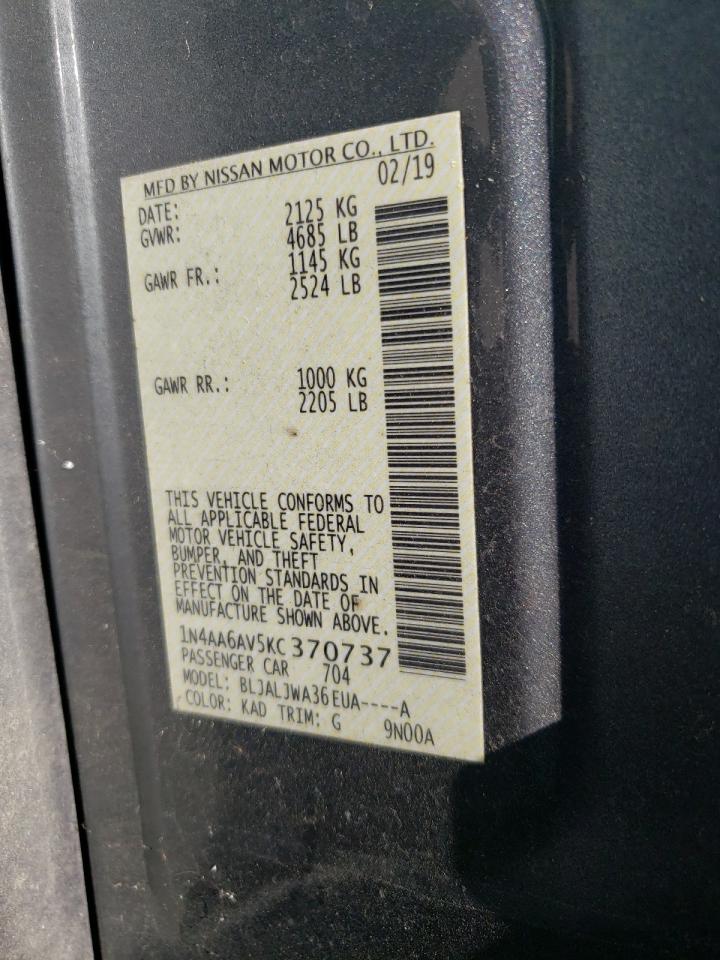 MFD BY NISSAN MOTOR CO., LTD.
DATE: 02/19
GVWR: 2125 KG
4685 LB
GAWR FR.: 1145 KG
2524 LB
GAWR RR.: 1000 KG
2205 LB
THIS VEHICLE CONFORMS TO
ALL APPLICABLE FEDERAL
MOTOR VEHICLE SAFETY,
BUMPER, AND THEFT
PREVENTION STANDARDS IN
EFFECT ON THE DATE OF
MANUFACTURE SHOWN ABOVE.
1N4AA6AV5KC370737
PASSENGER CAR 704
MODEL: BLJALJWA36EUA----A
COLOR: KAD TRIM: G 9N00A